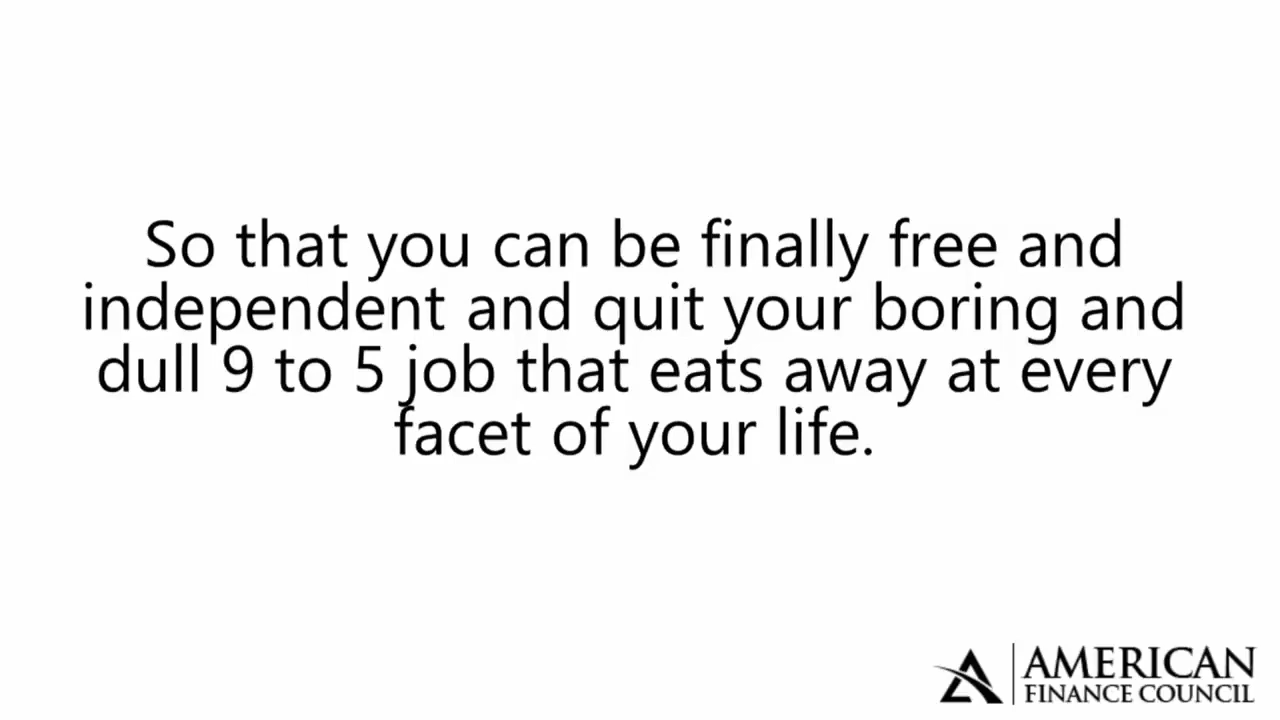 So that you can be finally free and
independent and quit your boring and
dull 9 to 5 job that eats away at every
facet of your life.
AMERICAN
FINANCE COUNCIL